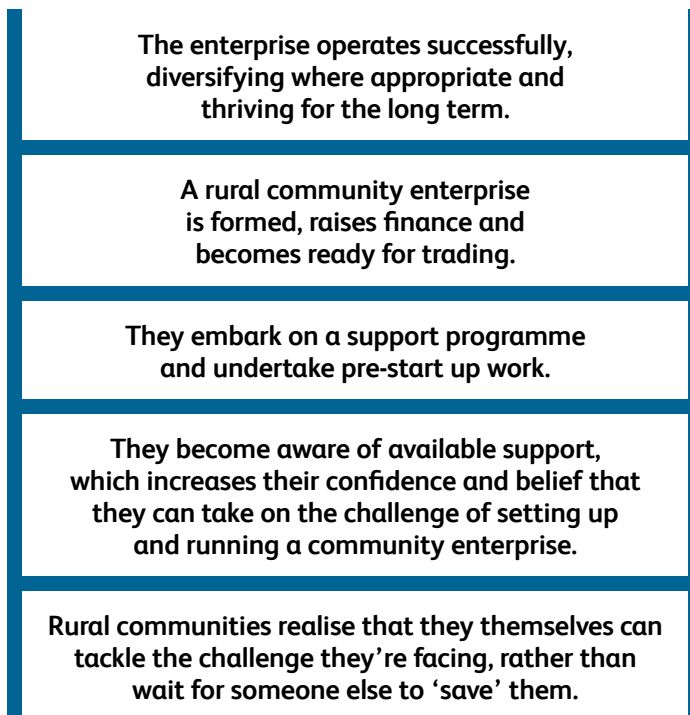 The enterprise operates successfully,
diversifying where appropriate and
thriving for the long term.
A rural community enterprise
is formed, raises finance and
becomes ready for trading.
They embark on a support programme
and undertake pre-start up work.
They become aware of available support,
which increases their confidence and belief that
they can take on the challenge of setting up
and running a community enterprise.
Rural communities realise that they themselves can
tackle the challenge they’re facing, rather than
wait for someone else to ‘save’ them.